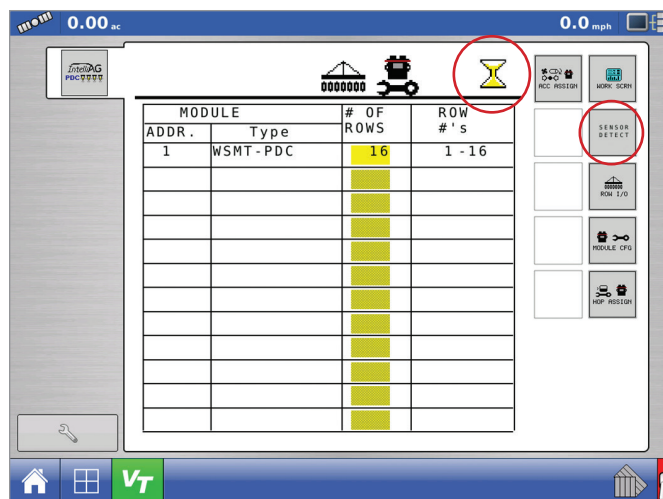 0.00 ac
0.0 mph
IntelliAG
PDC
ACC ASSIGN
WORK SCRN
MODULE
# OF ROWS
ROW #'s
ADDR.
Type
1 WSMT-PDC 16 1-16
SENSOR
DETECT
ROW I/O
MODULE CFG
HOP ASSIGN
VT